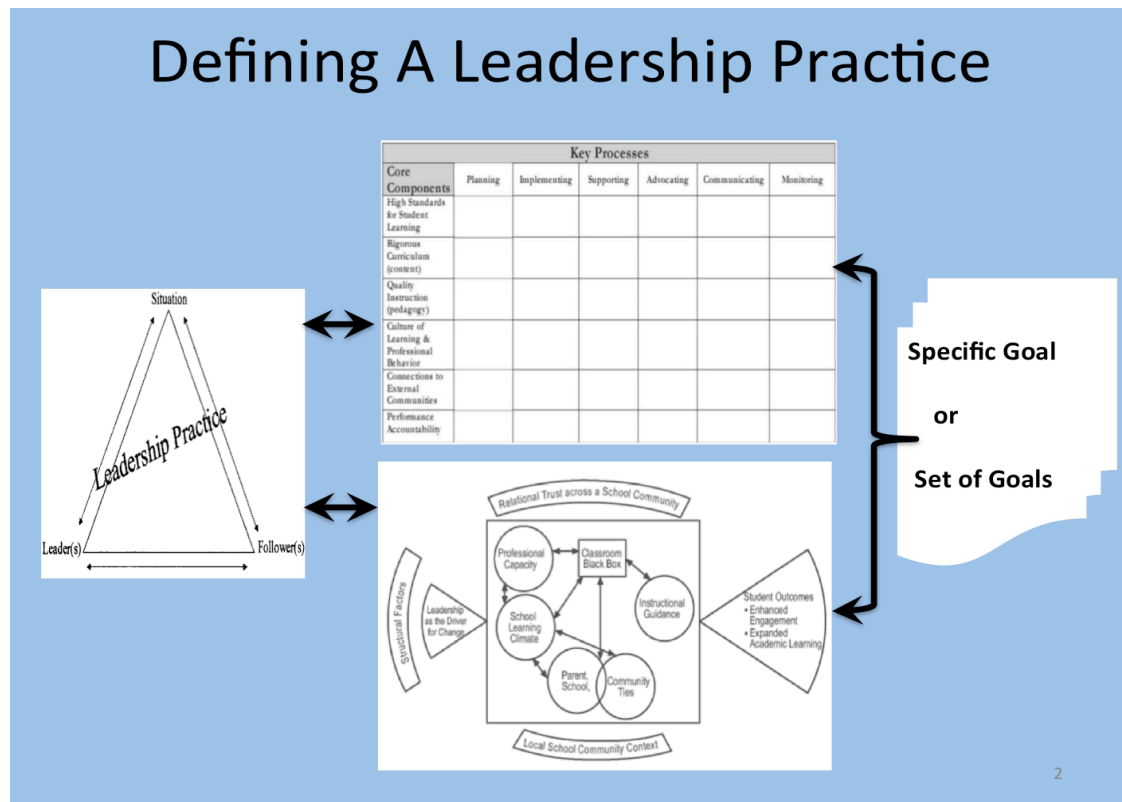 Defining A Leadership Practice
Key Processes
Core
Components
Planning
Implementing
Supporting
Advocating
Communicating
Monitoring
High Standards
for Student
Learning
Rigorous
Curriculum
(content)
Quality
Instruction
(pedagogy)
Culture of
Learning &
Professional
Behavior
Connections to
External
Communities
Performance
Accountability
Situation
Leadership Practice
Leader(s)
Follower(s)
Specific Goal
or
Set of Goals
Relational Trust across a School Community
Structural Factors
Leadership
as the Driver
for Change
Professional
Capacity
Classroom
Black Box
School
Learning
Climate
Instructional
Guidance
Parent,
School,
Community
Ties
Student Outcomes
• Enhanced
Engagement
• Expanded
Academic Learning
Local School Community Context
2